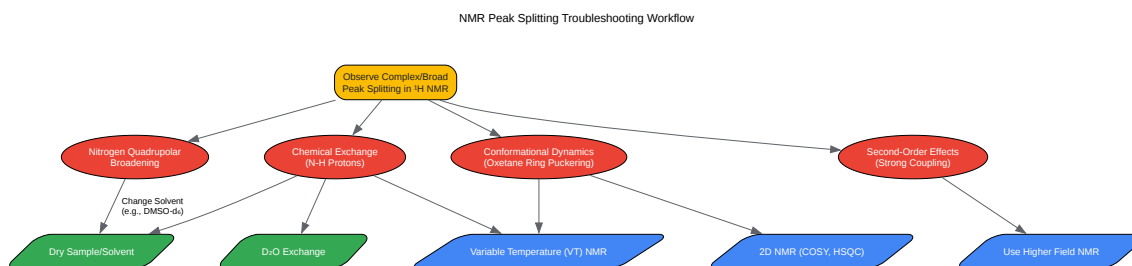 NMR Peak Splitting Troubleshooting Workflow
Observe Complex/Broad
Peak Splitting in ¹H NMR
Nitrogen Quadrupolar
Broadening
Chemical Exchange
(N-H Protons)
Conformational Dynamics
(Oxetane Ring Puckering)
Second-Order Effects
(Strong Coupling)
Change Solvent
(e.g., DMSO-d₆)
Dry Sample/Solvent
D₂O Exchange
Variable Temperature (VT) NMR
2D NMR (COSY, HSQC)
Use Higher Field NMR